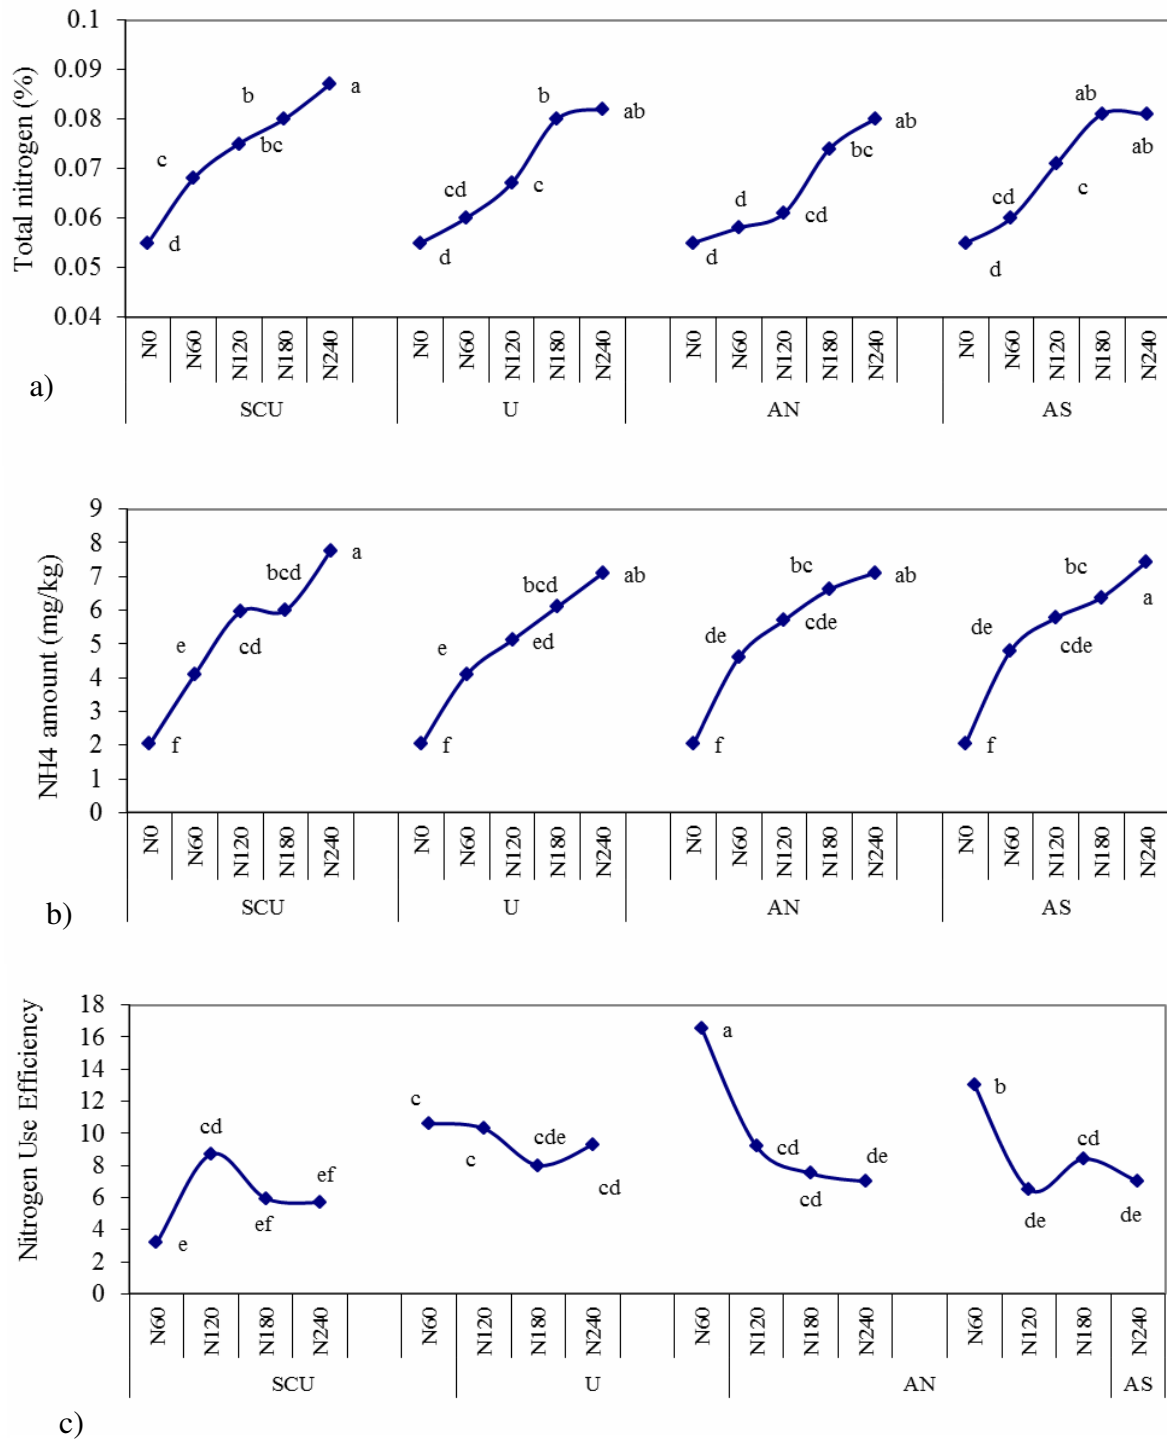 0.1
0.09
0.08
0.07
0.06
0.05
0.04
Total nitrogen (%)
d c bc b a
d cd c b ab
d d cd bc ab
d cd c ab ab
N0 N60 N120 N180 N240 N0 N60 N120 N180 N240 N0 N60 N120 N180 N240 N0 N60 N120 N180 N240
SCU U AN AS
a)
9
8
7
6
5
4
3
2
1
0
NH4 amount (mg/kg)
f e cd bcd a
f e ed bcd ab
f de cde bc ab
f de cde bc a
N0 N60 N120 N180 N240 N0 N60 N120 N180 N240 N0 N60 N120 N180 N240 N0 N60 N120 N180 N240
SCU U AN AS
b)
18
16
14
12
10
8
6
4
2
0
Nitrogen Use Efficiency
e cd ef ef
c c cde cd
a cd cd de
b de cd de
N60 N120 N180 N240 N60 N120 N180 N240 N60 N120 N180 N240 N60 N120 N180 N240
SCU U AN AS
c)